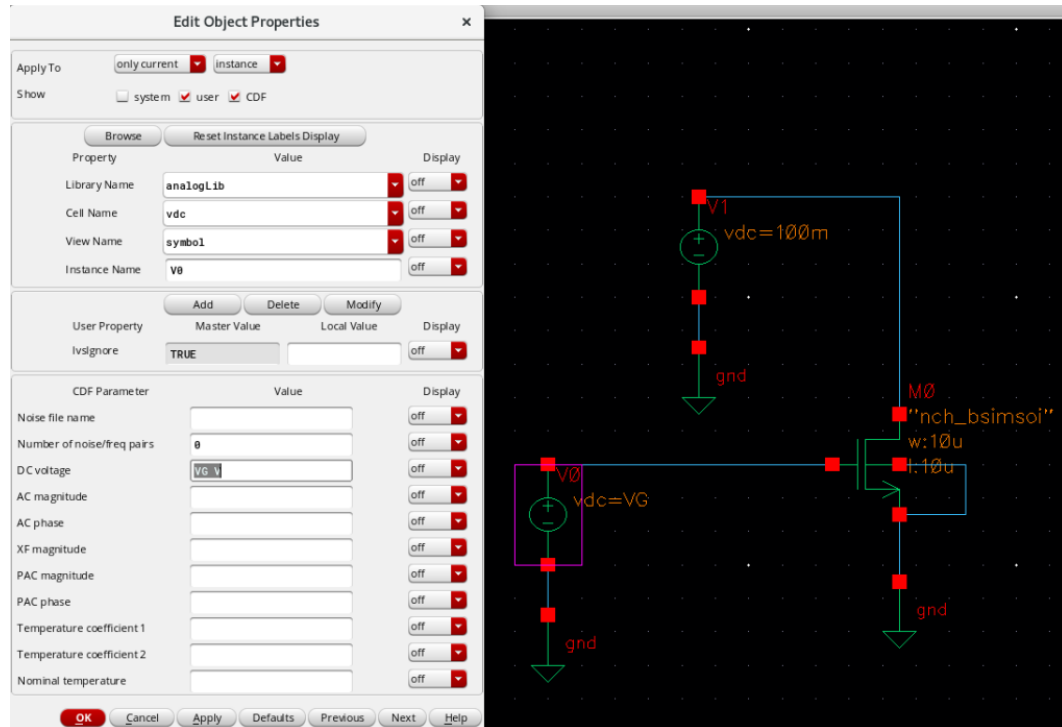 Edit Object Properties ×
Apply To only current instance
Show system user CDF
Browse Reset Instance Labels Display
Property Value Display
Library Name analogLib off
Cell Name vdc off
View Name symbol off
Instance Name V0 off
Add Delete Modify
User Property Master Value Local Value Display
lvsIgnore TRUE off
CDF Parameter Value Display
Noise file name off
Number of noise/freq pairs 0 off
DC voltage VG V off
AC magnitude off
AC phase off
XF magnitude off
PAC magnitude off
PAC phase off
Temperature coefficient 1 off
Temperature coefficient 2 off
Nominal temperature off
OK Cancel Apply Defaults Previous Next Help
V1
vdc=100m
gnd
M0
"nch_bsimsoi"
w:10u
l:10u
V0
vdc=VG
gnd
gnd